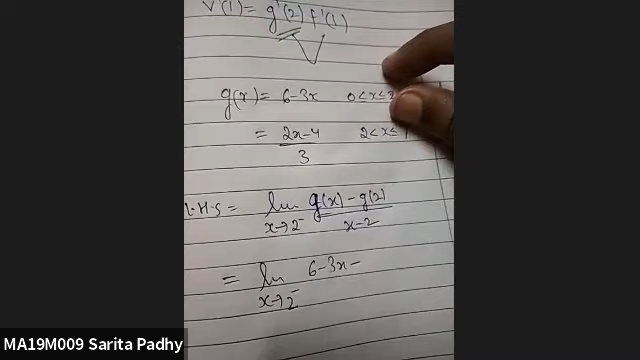 V'(1) = g'(2) f'(1)
g(x) = 6-3x 0≤x≤2
= 2x-4 2<x≤
3
L.H.S = lim g(x) - g(2)
x→2⁻ x-2
= lim 6-3x-
x→2⁻
MA19M009 Sarita Padhy